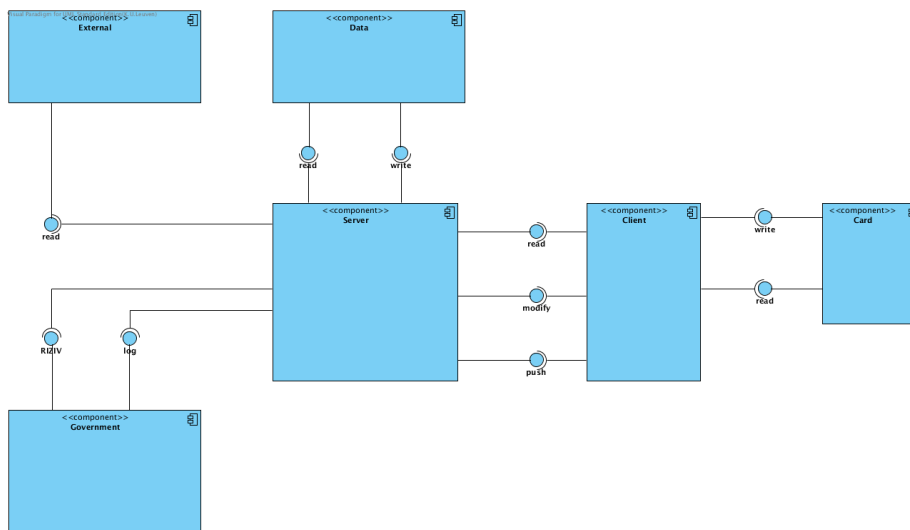 <<component>>
External
<<component>>
Data
read
write
read
<<component>>
Server
<<component>>
Client
<<component>>
Card
write
read
read
modify
push
RIZIV
log
<<component>>
Government